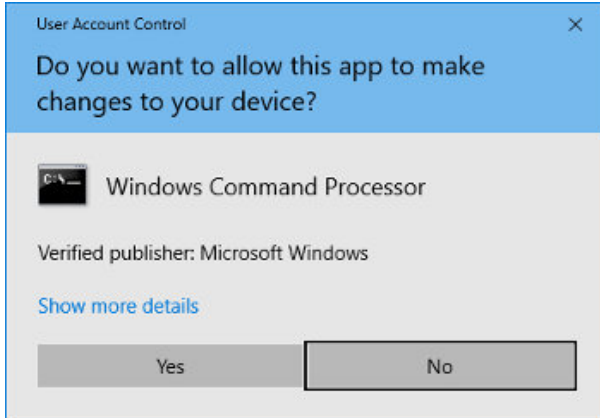 User Account Control
Do you want to allow this app to make
changes to your device?
C:\_
Windows Command Processor
Verified publisher: Microsoft Windows
Show more details
Yes
No